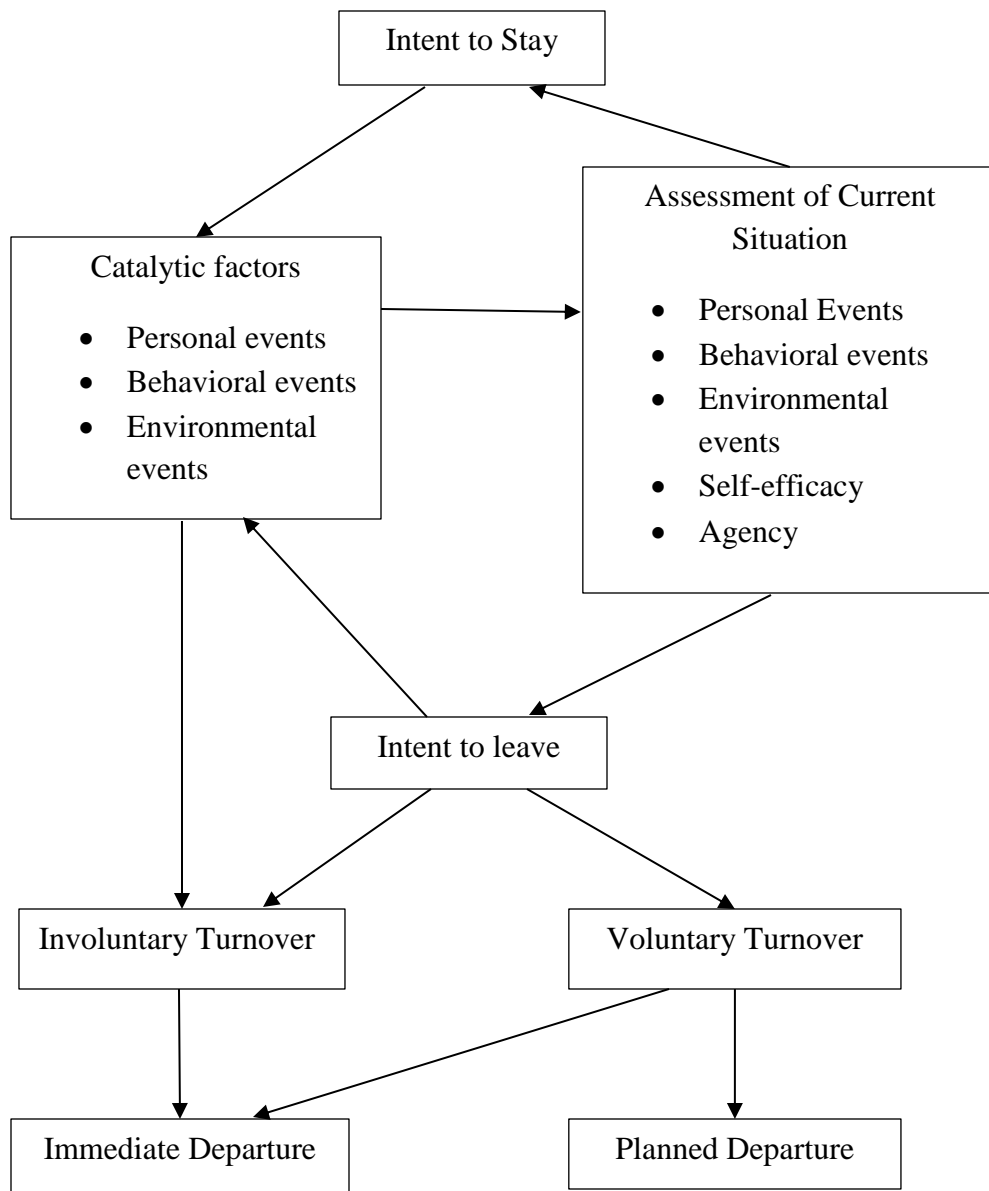 Intent to Stay
Assessment of Current
Situation
• Personal Events
• Behavioral events
• Environmental
events
• Self-efficacy
• Agency
Catalytic factors
• Personal events
• Behavioral events
• Environmental
events
Intent to leave
Involuntary Turnover
Voluntary Turnover
Immediate Departure
Planned Departure